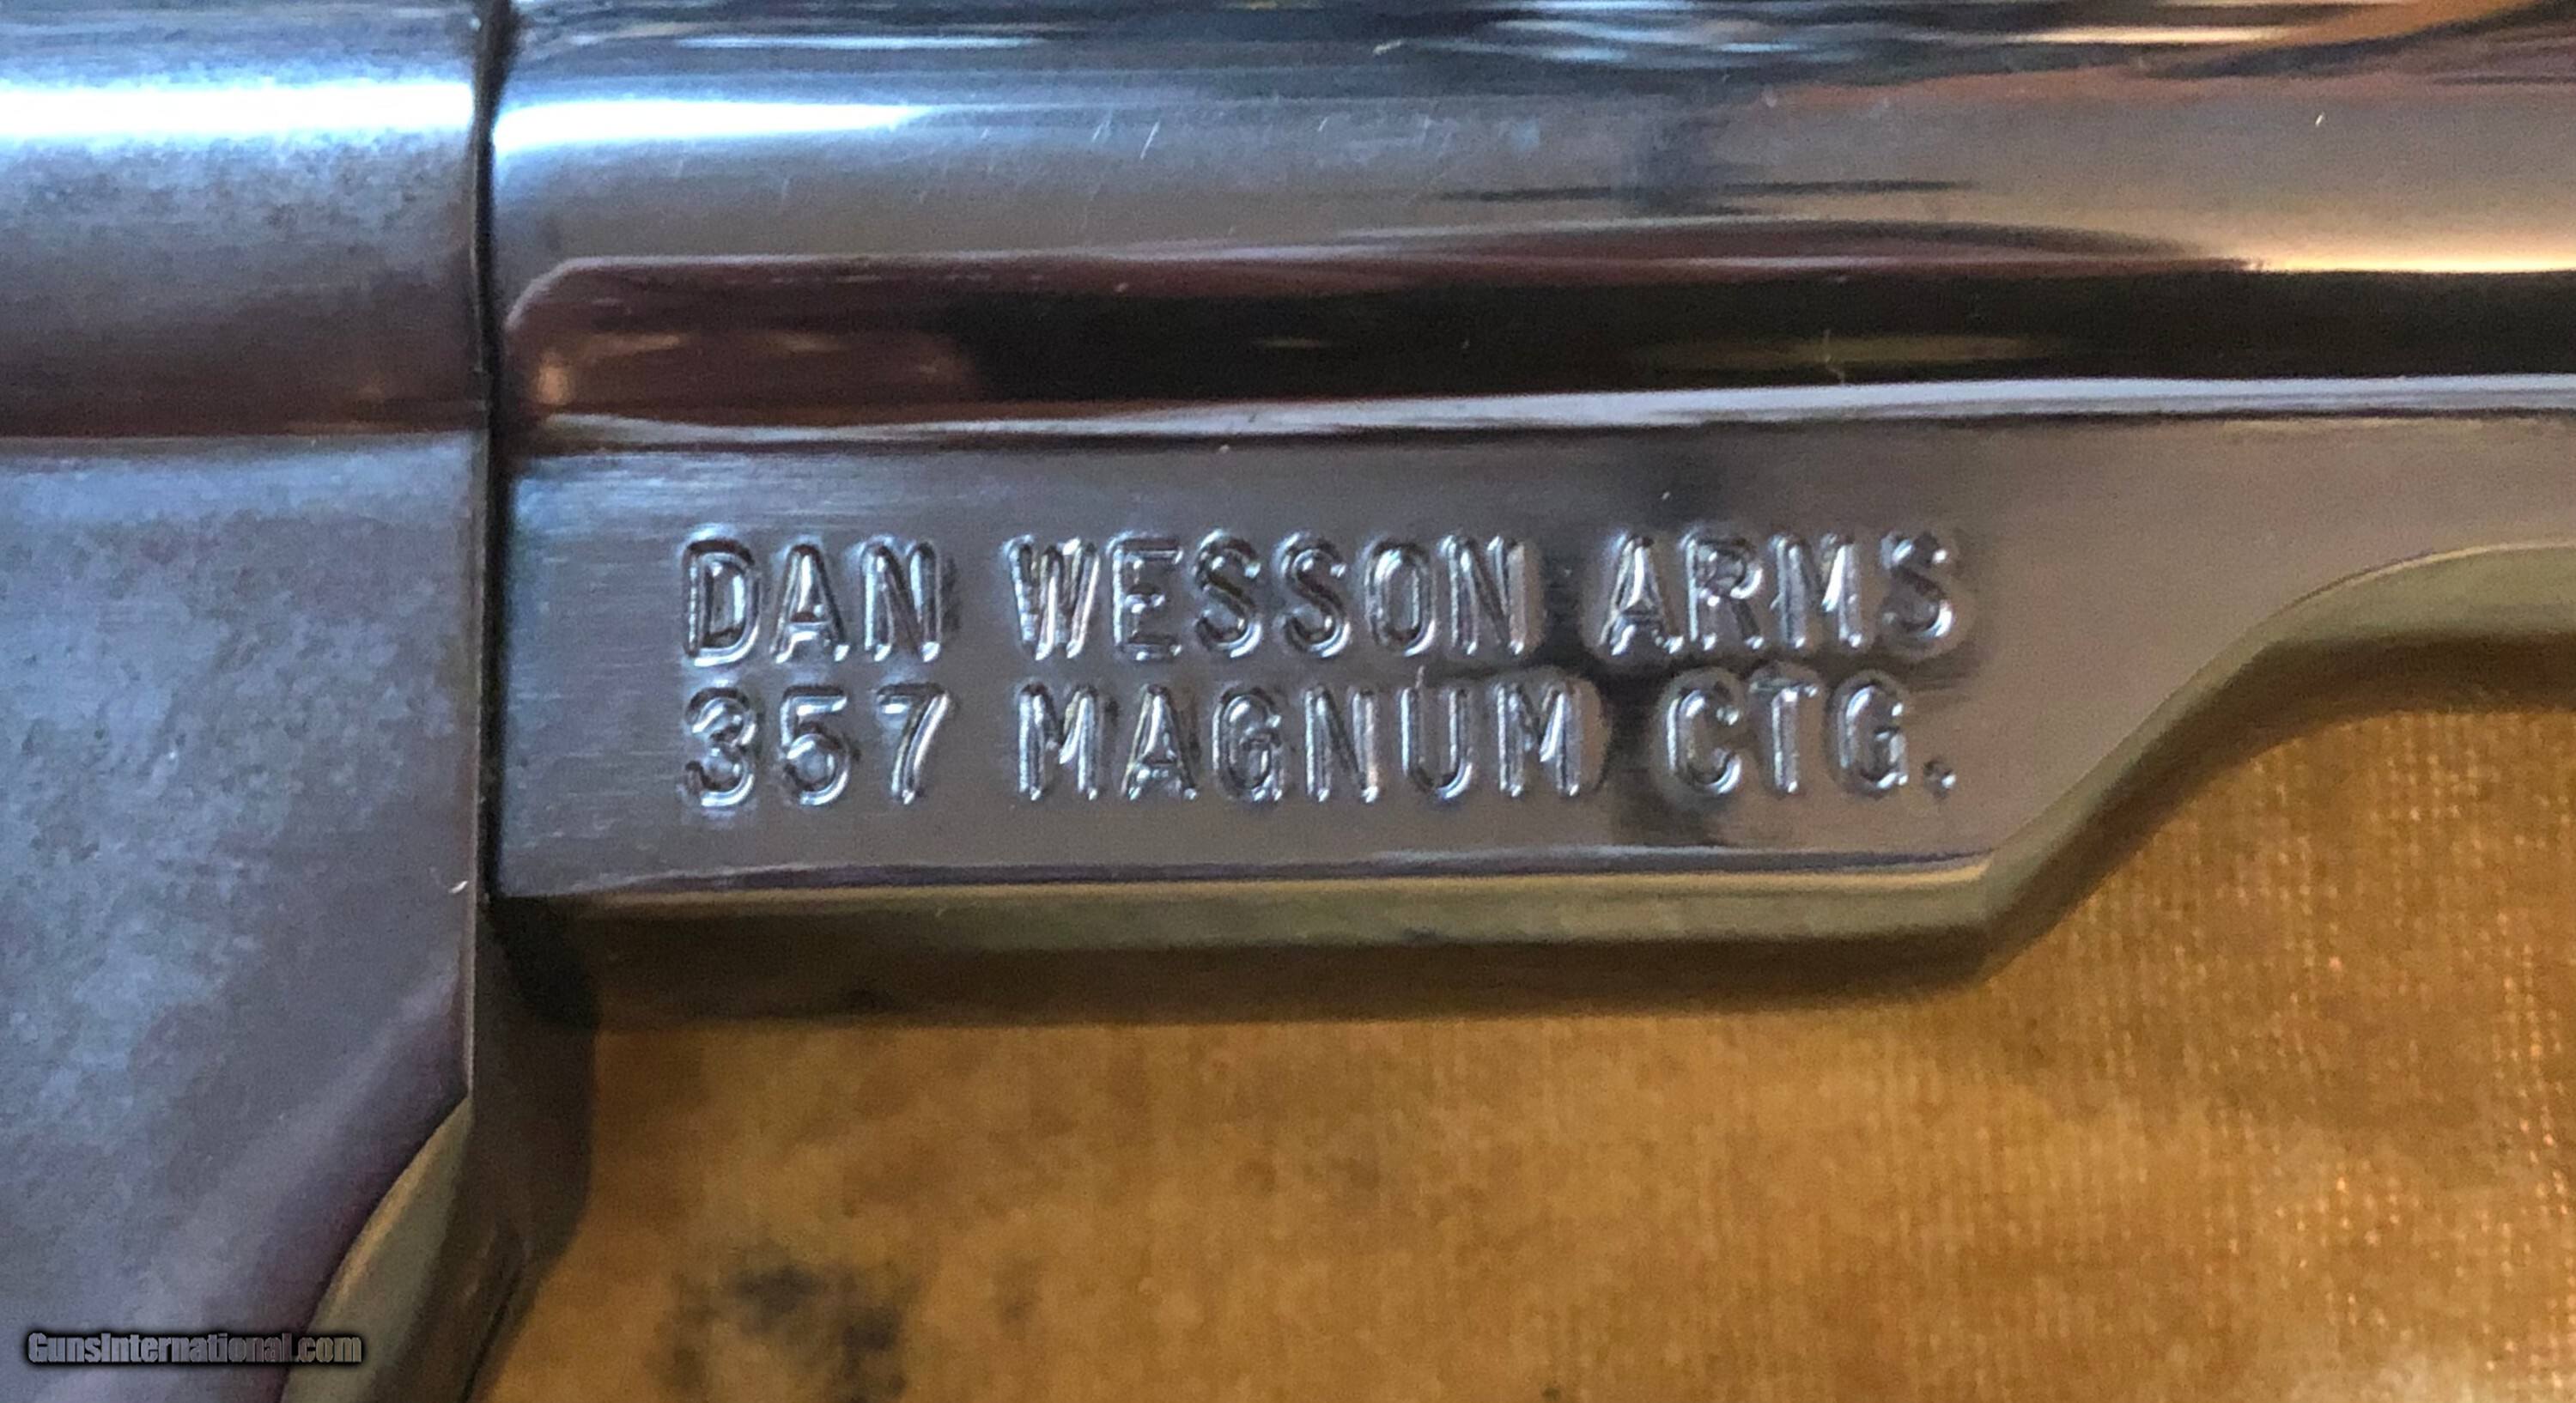 DAN WESSON ARMS
357 MAGNUM CTG.
GunsInternational.com